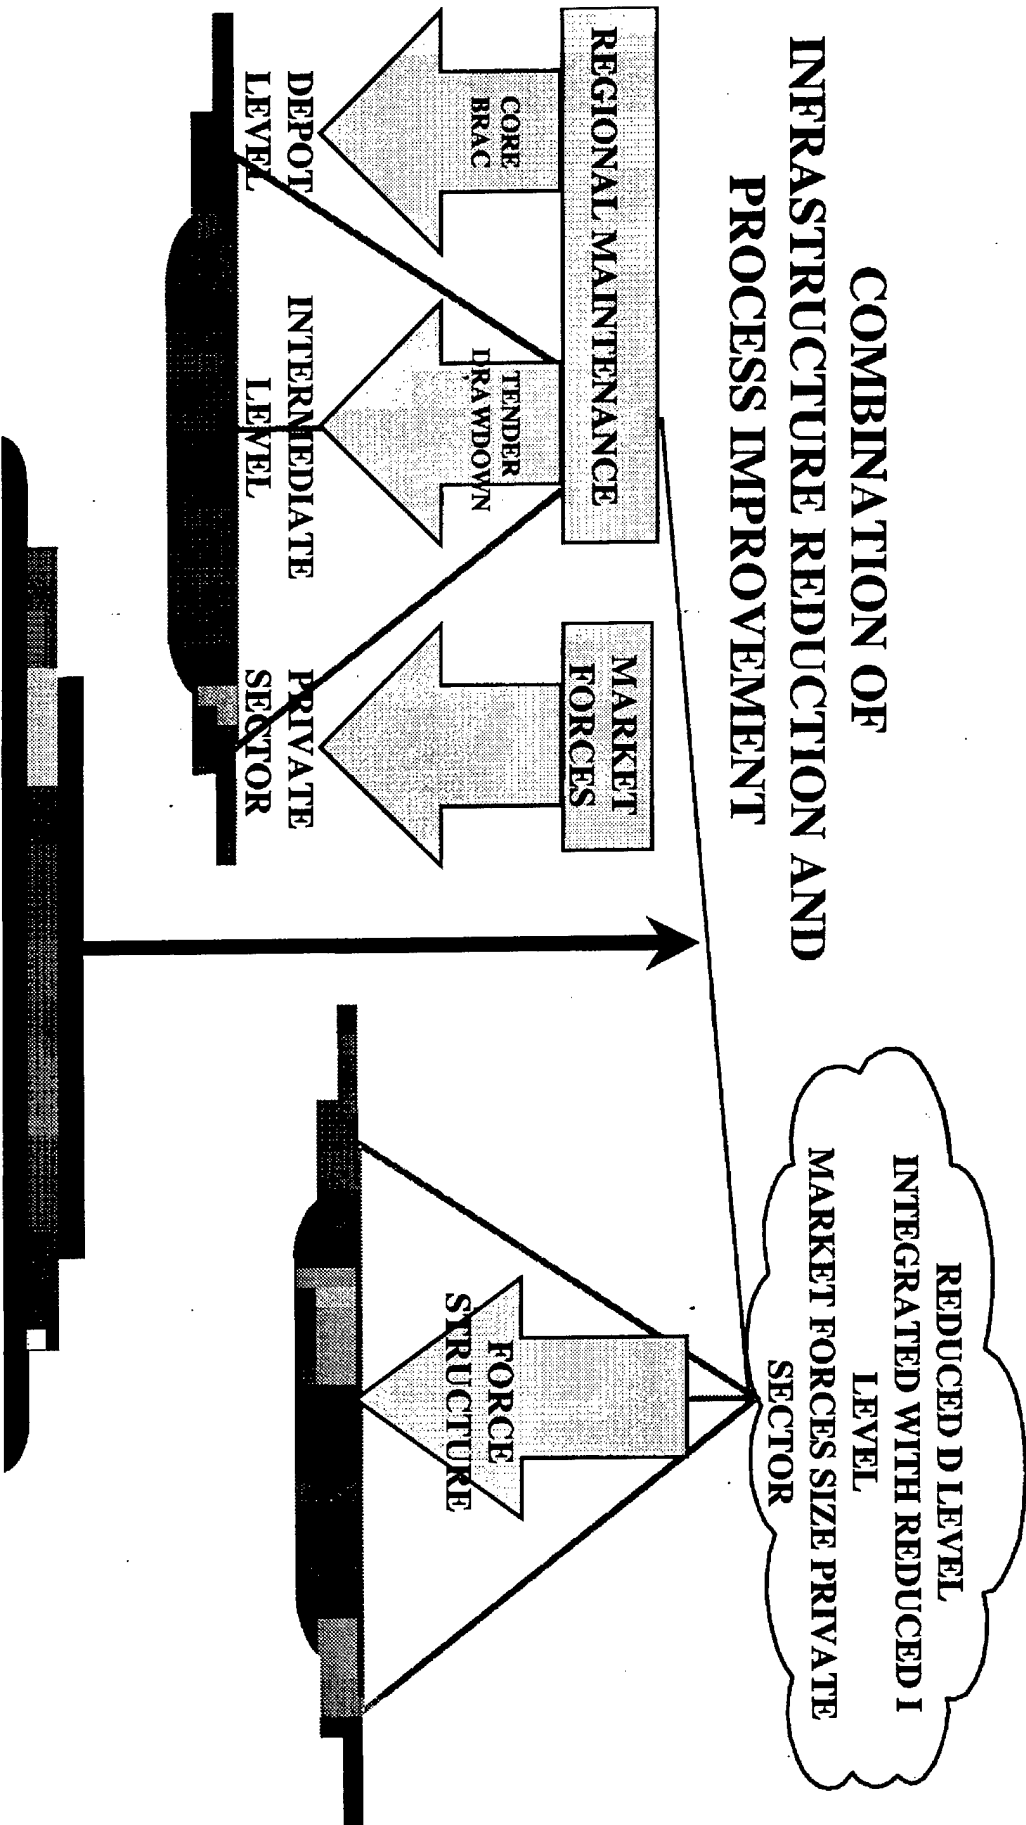 COMBINATION OF
INFRASTRUCTURE REDUCTION AND
PROCESS IMPROVEMENT
REDUCED D LEVEL
INTEGRATED WITH REDUCED I
LEVEL
MARKET FORCES SIZE PRIVATE
SECTOR
REGIONAL MAINTENANCE
MARKET
FORCES
CORE
BRAC
TENDER
DRAWDOWN
FORCE
STRUCTURE
DEPOT
LEVEL
INTERMEDIATE
LEVEL
PRIVATE
SECTOR